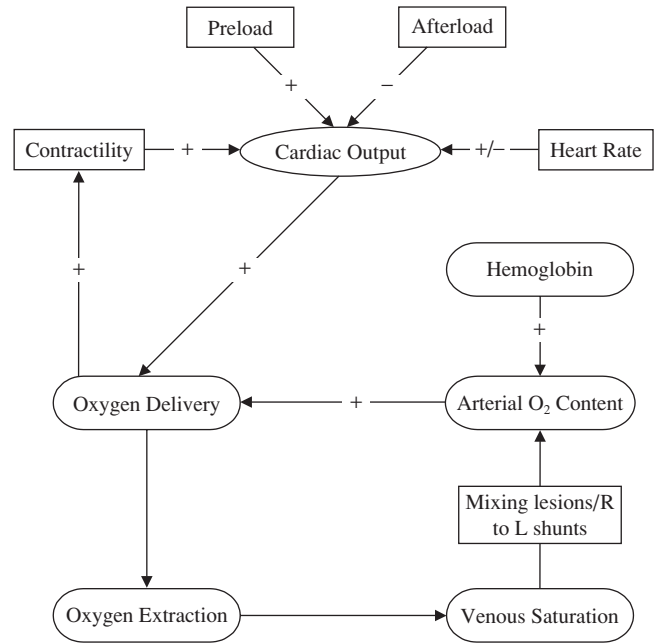 Preload
Afterload
+
−
Contractility
+
Cardiac Output
+/−
Heart Rate
+
+
Hemoglobin
+
Oxygen Delivery
+
Arterial O₂ Content
Mixing lesions/R
to L shunts
Oxygen Extraction
Venous Saturation